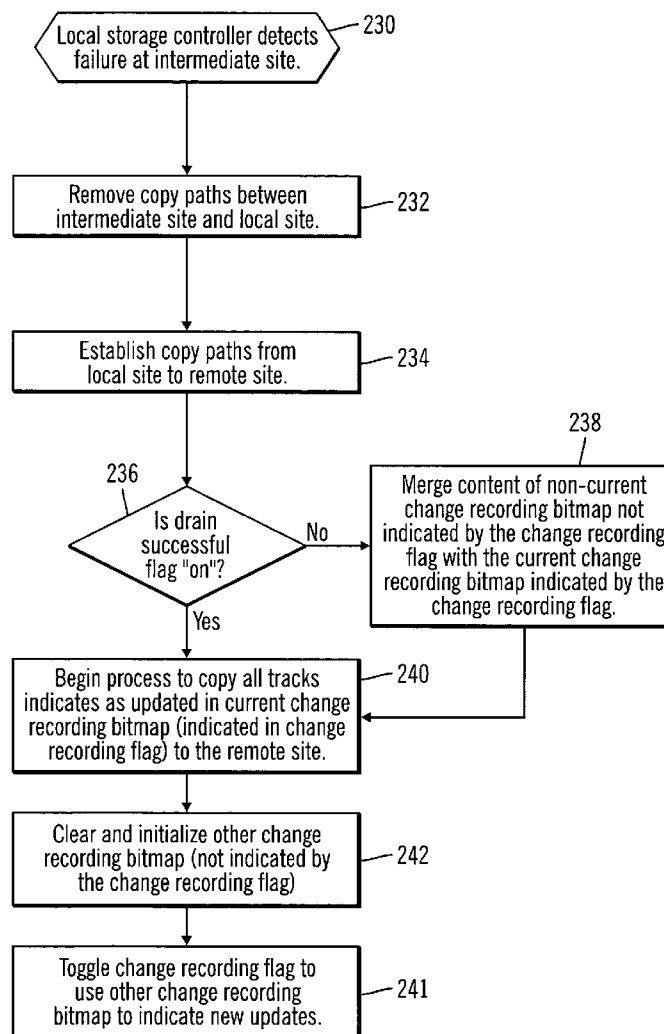 Local storage controller detects
failure at intermediate site.
230
Remove copy paths between
intermediate site and local site.
232
Establish copy paths from
local site to remote site.
234
236
Is drain
successful
flag "on"?
No
Yes
238
Merge content of non-current
change recording bitmap not
indicated by the change recording
flag with the current change
recording bitmap indicated by the
change recording flag.
Begin process to copy all tracks
indicates as updated in current change
recording bitmap (indicated in change
recording flag) to the remote site.
240
Clear and initialize other change
recording bitmap (not indicated by
the change recording flag)
242
Toggle change recording flag to
use other change recording
bitmap to indicate new updates.
241